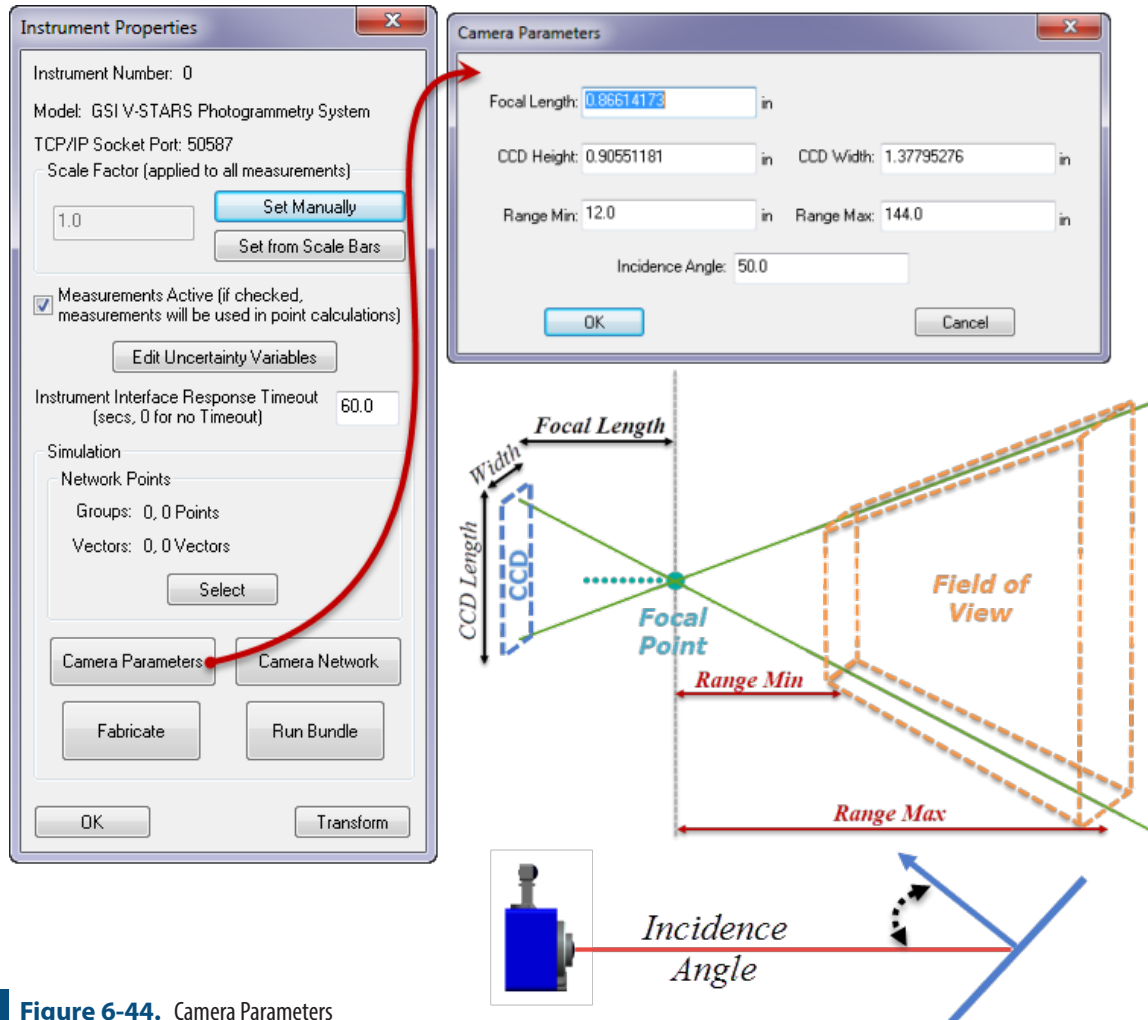 Instrument Properties
Instrument Number: 0
Model: GSI V-STARS Photogrammetry System
TCP/IP Socket Port: 50587
Scale Factor (applied to all measurements)
1.0
Set Manually
Set from Scale Bars
Measurements Active (if checked,
measurements will be used in point calculations)
Edit Uncertainty Variables
Instrument Interface Response Timeout
(secs, 0 for no Timeout)
60.0
Simulation
Network Points
Groups: 0, 0 Points
Vectors: 0, 0 Vectors
Select
Camera Parameters
Camera Network
Fabricate
Run Bundle
OK
Transform
Camera Parameters
Focal Length: 0.86614173 in
CCD Height: 0.90551181 in CCD Width: 1.37795276 in
Range Min: 12.0 in Range Max: 144.0 in
Incidence Angle: 50.0
OK
Cancel
Focal Length
Width
CCD Length
CCD
Focal
Point
Field of
View
Range Min
Range Max
Incidence
Angle
Figure 6-44. Camera Parameters